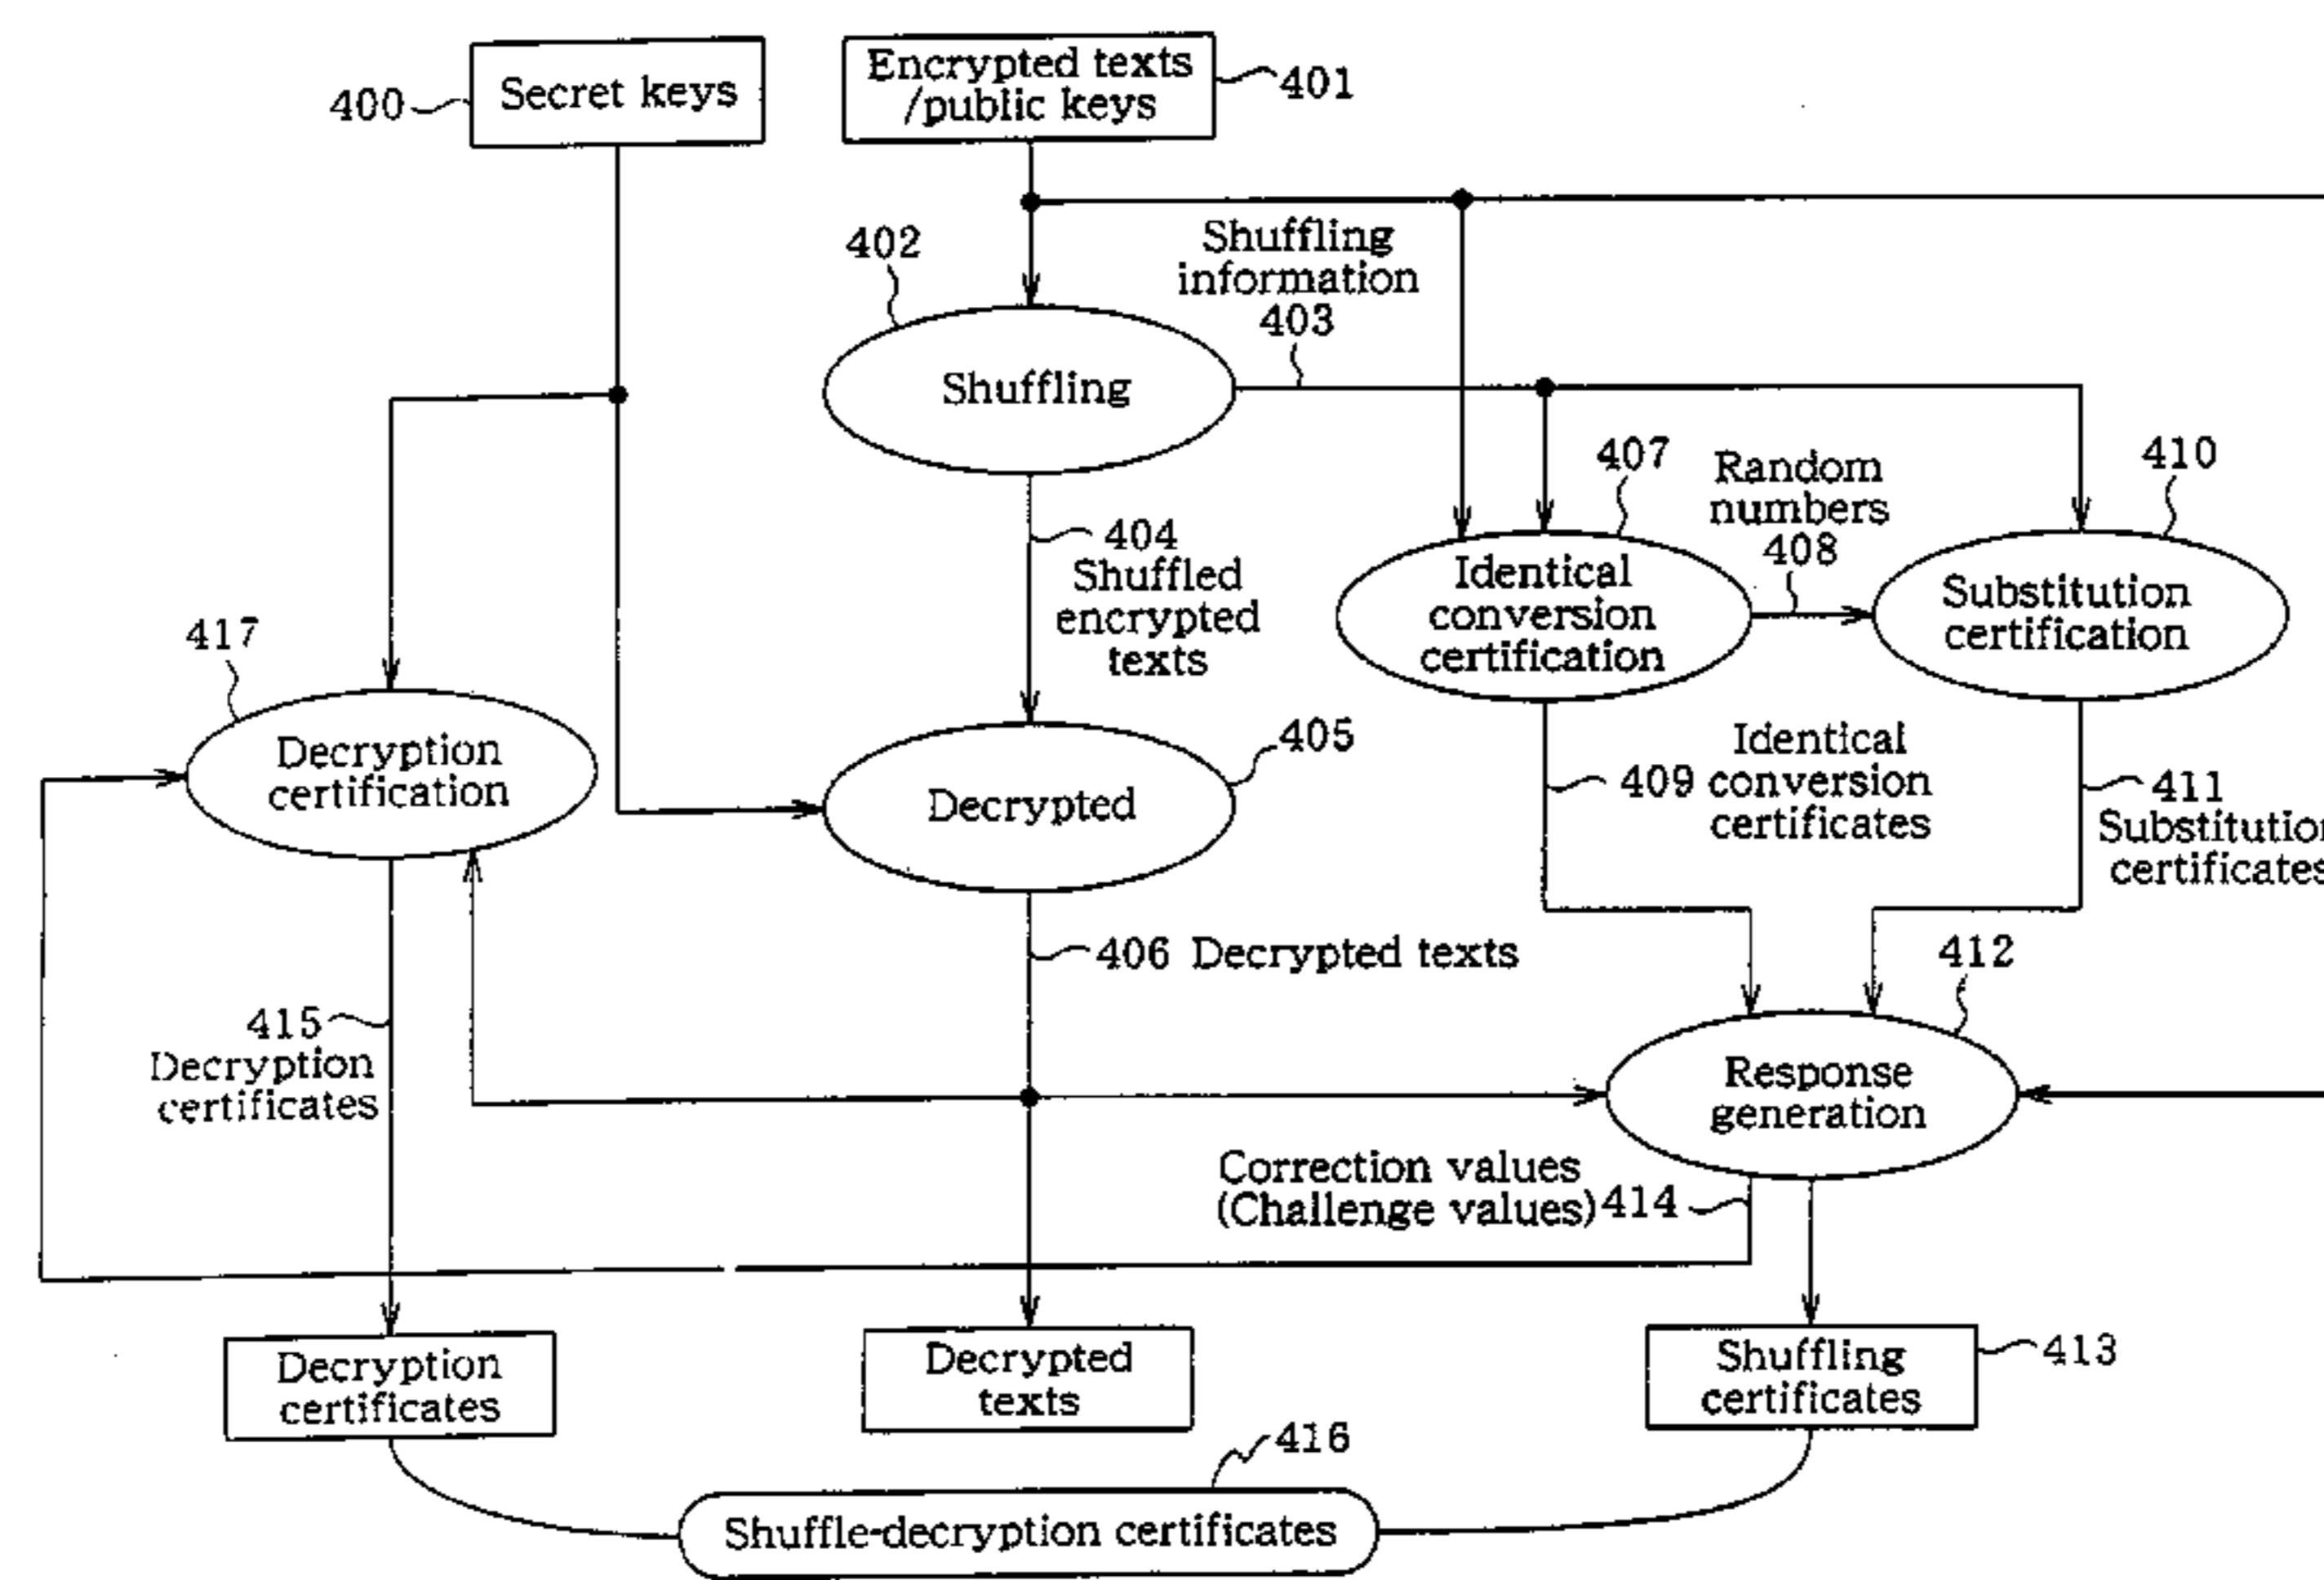 400
Secret keys
Encrypted texts
/public keys
401
402
Shuffling
information
403
Shuffling
407
Random
numbers
408
410
404
Shuffled
encrypted
texts
Identical
conversion
certification
Substitution
certification
417
Decryption
certification
405
Decrypted
409
Identical
conversion
certificates
411
Substitution
certificates
406 Decrypted texts
412
415
Decryption
certificates
Response
generation
Correction values
(Challenge values) 414
Decryption
certificates
Decrypted
texts
Shuffling
certificates
413
416
Shuffle-decryption certificates